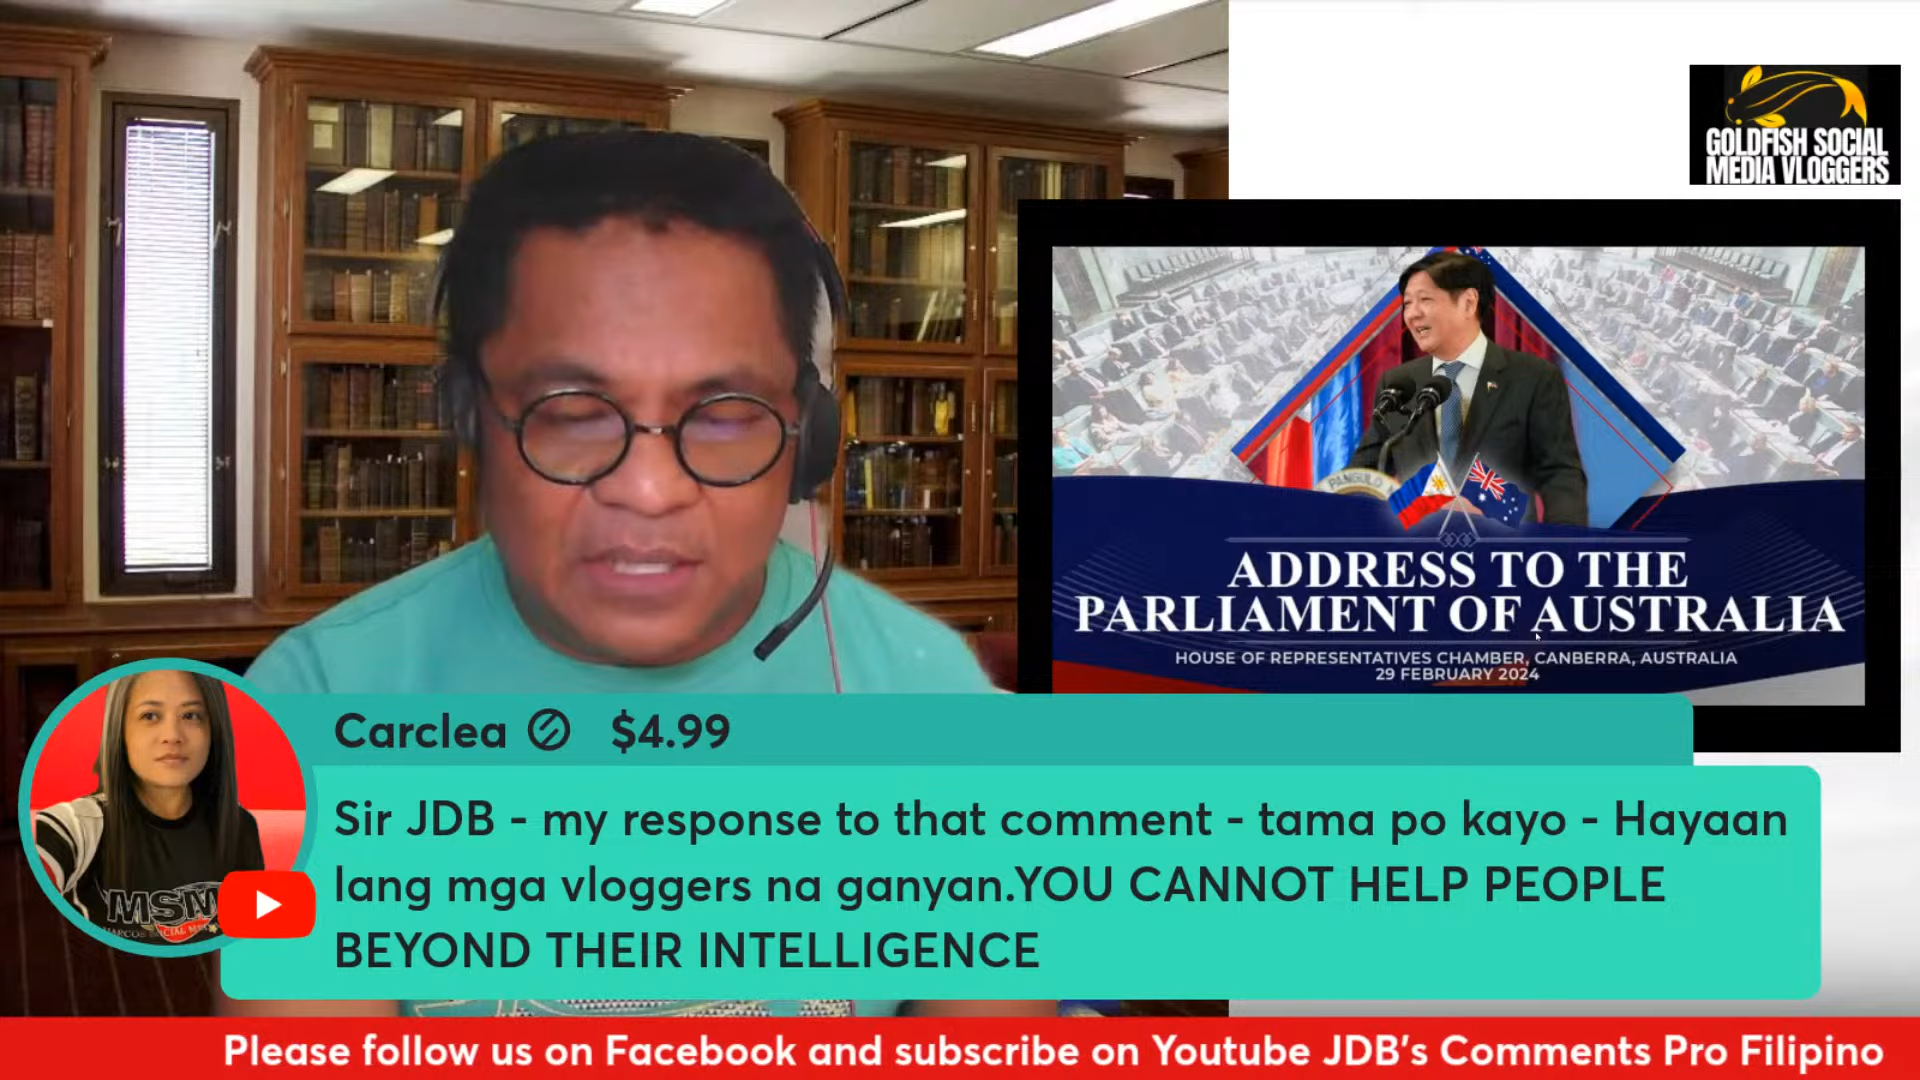 GOLDFISH SOCIAL
MEDIA VLOGGERS
ADDRESS TO THE
PARLIAMENT OF AUSTRALIA
HOUSE OF REPRESENTATIVES CHAMBER, CANBERRA, AUSTRALIA
29 FEBRUARY 2024
Carclea $4.99
Sir JDB - my response to that comment - tama po kayo - Hayaan
lang mga vloggers na ganyan.YOU CANNOT HELP PEOPLE
BEYOND THEIR INTELLIGENCE
MSM
Please follow us on Facebook and subscribe on Youtube JDB's Comments Pro Filipino